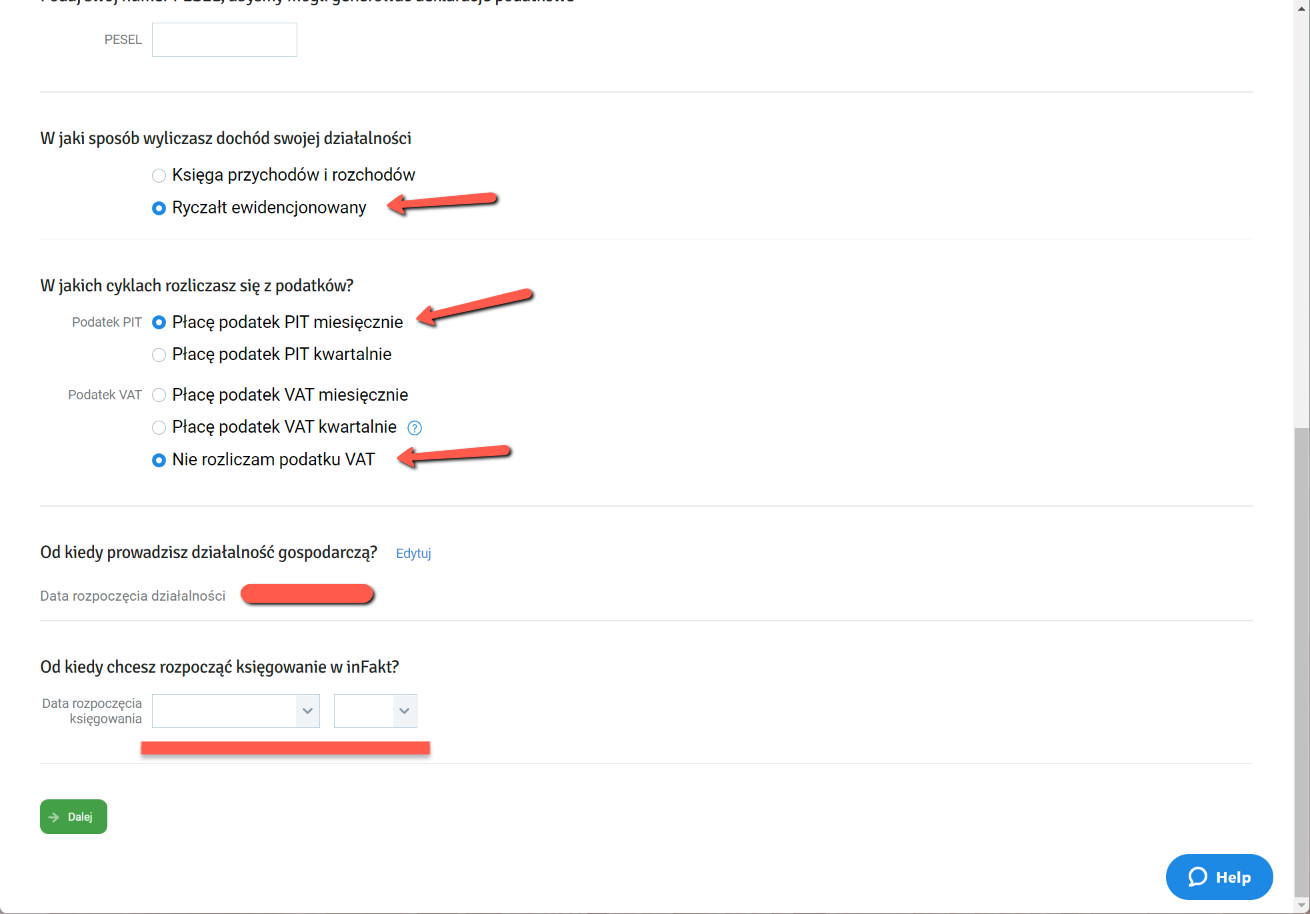 PESEL
W jaki sposób wyliczasz dochód swojej działalności
Księga przychodów i rozchodów
Ryczałt ewidencjonowany
W jakich cyklach rozliczasz się z podatków?
Podatek PIT Płacę podatek PIT miesięcznie
Płacę podatek PIT kwartalnie
Podatek VAT Płacę podatek VAT miesięcznie
Płacę podatek VAT kwartalnie ?
Nie rozliczam podatku VAT
Od kiedy prowadzisz działalność gospodarczą? Edytuj
Data rozpoczęcia działalności
Od kiedy chcesz rozpocząć księgowanie w inFakt?
Data rozpoczęcia
księgowania
Dalej
Help